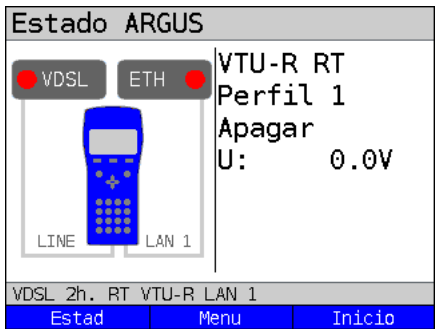 Estado ARGUS
VDSL
ETH
LINE
LAN 1
VTU-R RT
Perfil 1
Apagar
U: 0.0V
VDSL 2h. RT VTU-R LAN 1
Estad
Menu
Inicio